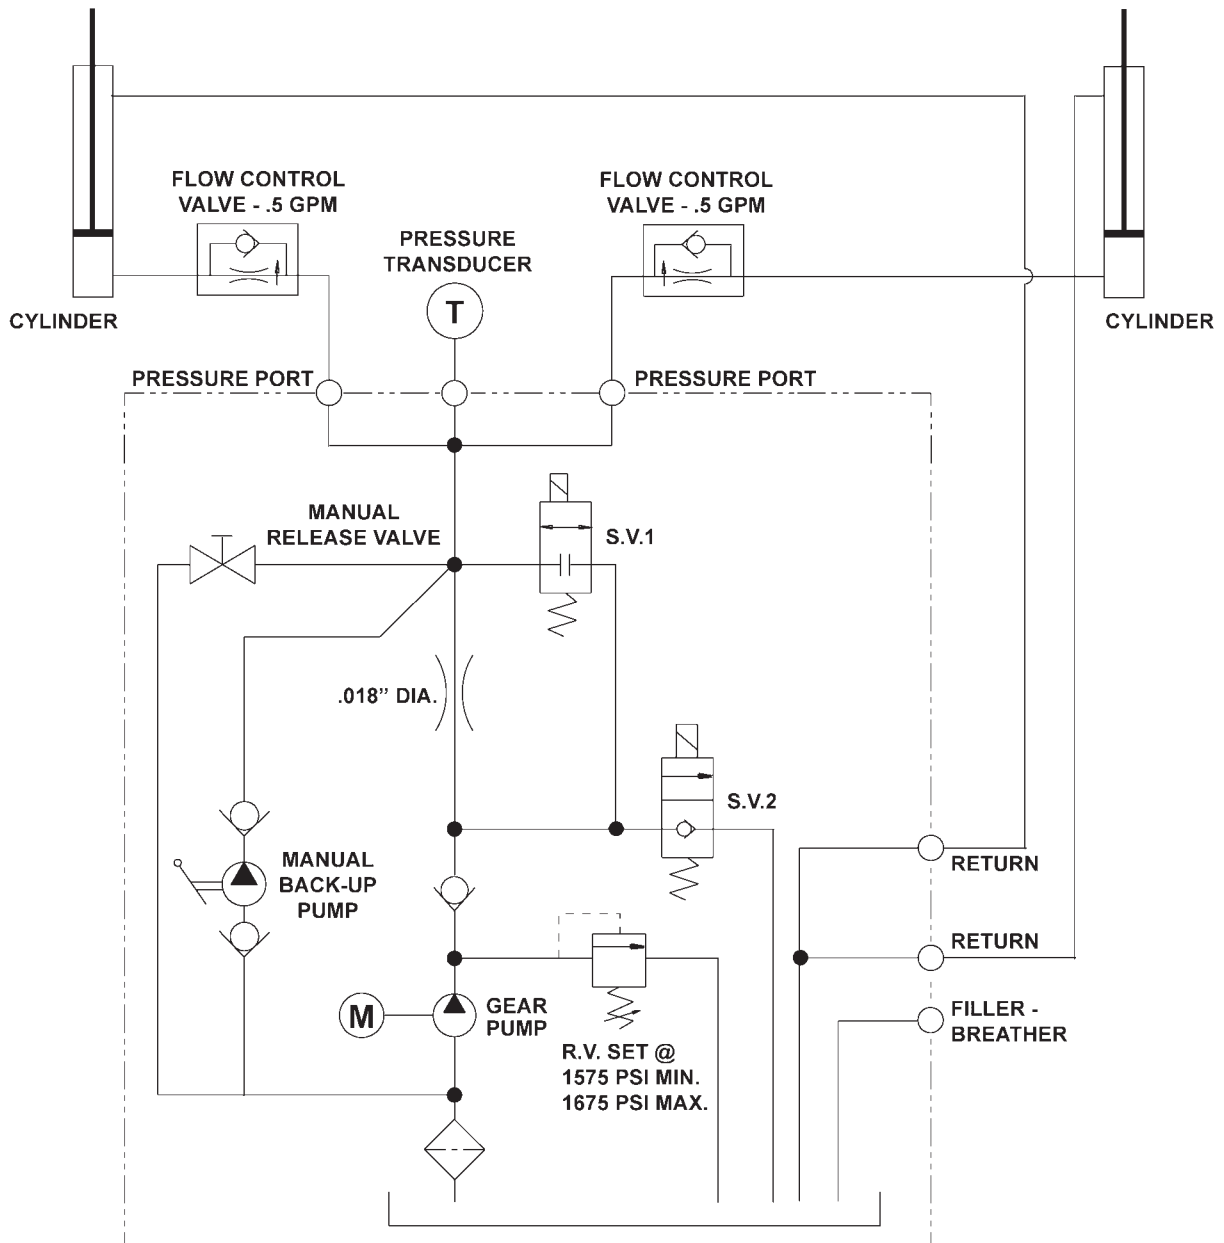 FLOW CONTROL
VALVE - .5 GPM
FLOW CONTROL
VALVE - .5 GPM
PRESSURE
TRANSDUCER
T
CYLINDER
CYLINDER
PRESSURE PORT
PRESSURE PORT
MANUAL
RELEASE VALVE
S.V.1
.018” DIA.
S.V.2
MANUAL
BACK-UP
PUMP
RETURN
RETURN
M
GEAR
PUMP
FILLER -
BREATHER
R.V. SET @
1575 PSI MIN.
1675 PSI MAX.